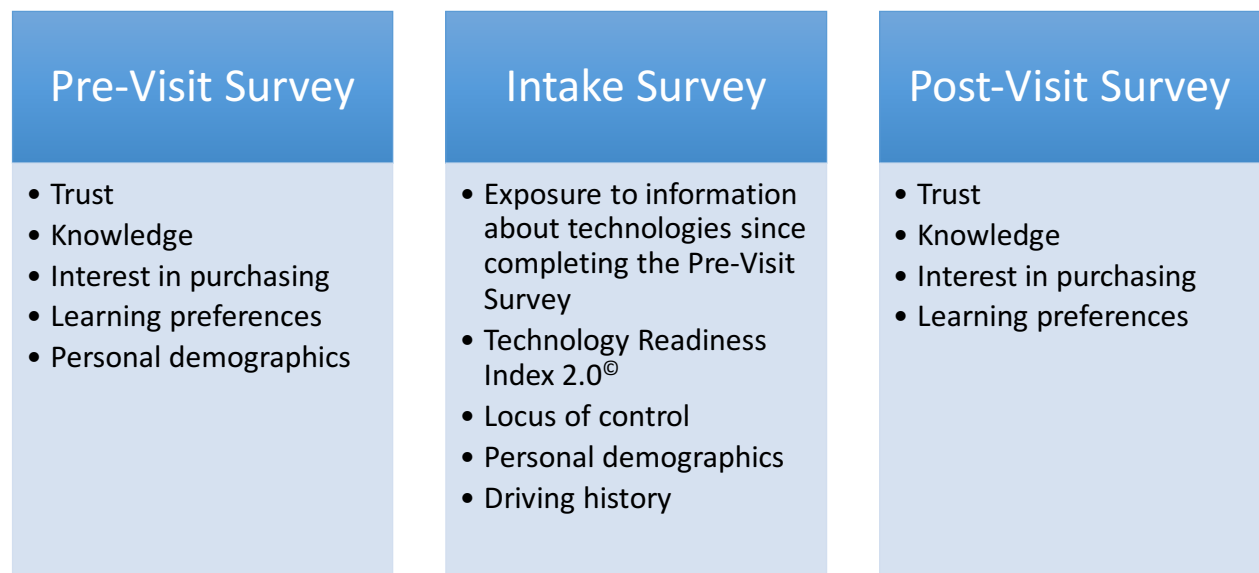 Pre-Visit Survey
• Trust
• Knowledge
• Interest in purchasing
• Learning preferences
• Personal demographics
Intake Survey
• Exposure to information
about technologies since
completing the Pre-Visit
Survey
• Technology Readiness
Index 2.0©
• Locus of control
• Personal demographics
• Driving history
Post-Visit Survey
• Trust
• Knowledge
• Interest in purchasing
• Learning preferences